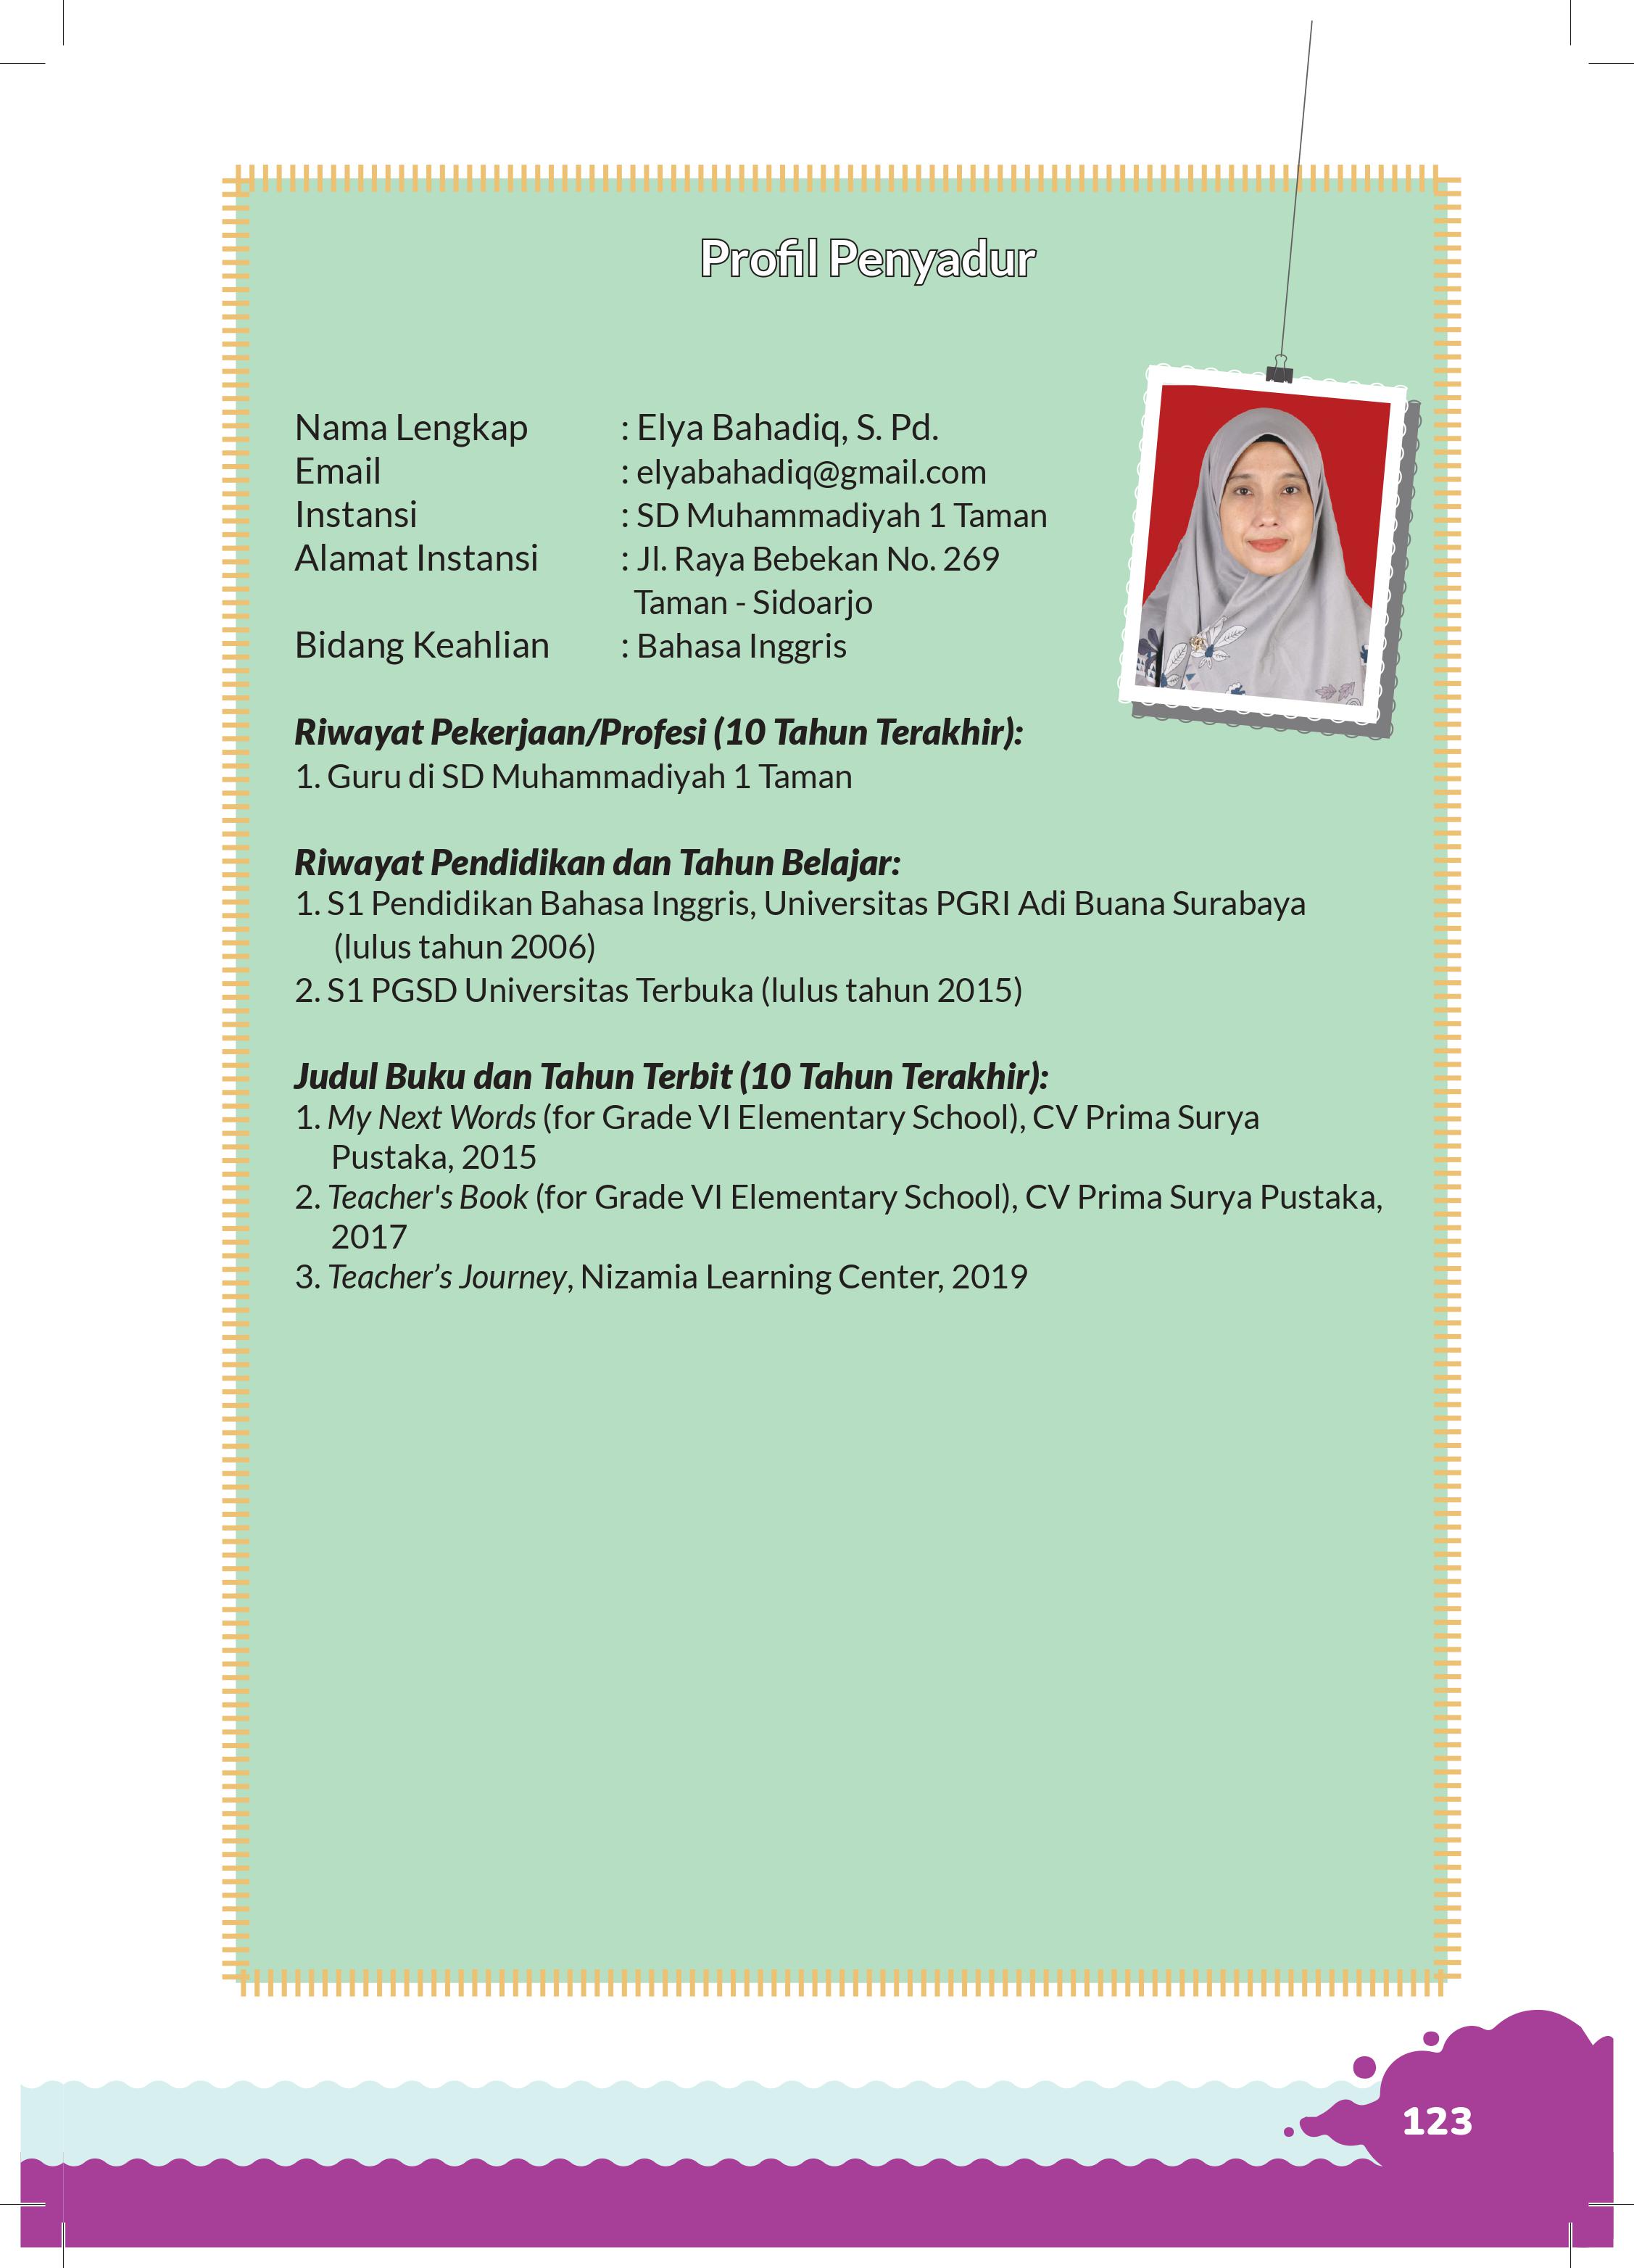 Profil Penyadur
Nama Lengkap : Elya Bahadiq, S. Pd.
Email : elyabahadiq@gmail.com
Instansi : SD Muhammadiyah 1 Taman
Alamat Instansi : Jl. Raya Bebekan No. 269
Taman - Sidoarjo
Bidang Keahlian : Bahasa Inggris
Riwayat Pekerjaan/Profesi (10 Tahun Terakhir):
1. Guru di SD Muhammadiyah 1 Taman
Riwayat Pendidikan dan Tahun Belajar:
1. S1 Pendidikan Bahasa Inggris, Universitas PGRI Adi Buana Surabaya
(lulus tahun 2006)
2. S1 PGSD Universitas Terbuka (lulus tahun 2015)
Judul Buku dan Tahun Terbit (10 Tahun Terakhir):
1. My Next Words (for Grade VI Elementary School), CV Prima Surya
Pustaka, 2015
2. Teacher's Book (for Grade VI Elementary School), CV Prima Surya Pustaka,
2017
3. Teacher’s Journey, Nizamia Learning Center, 2019
123